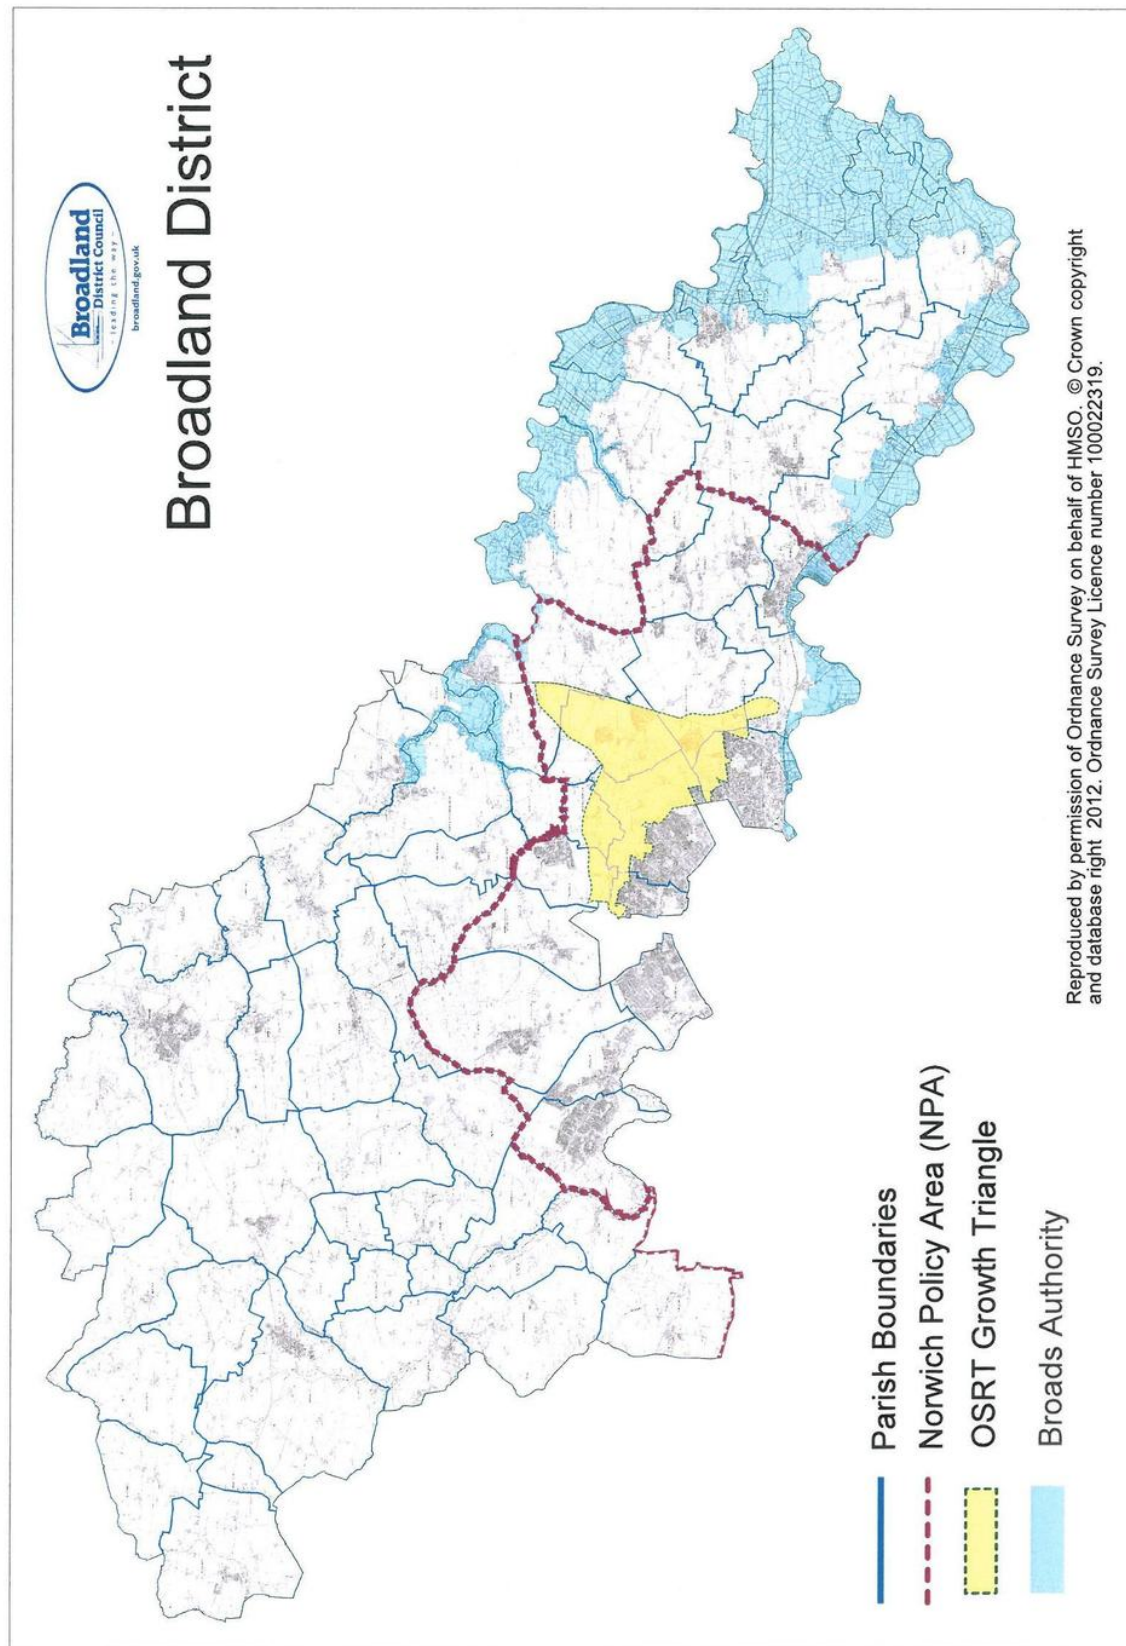 Broadland
District Council
- leading the way -
broadland.gov.uk
Broadland District
Parish Boundaries
Norwich Policy Area (NPA)
OSRT Growth Triangle
Broads Authority
Reproduced by permission of Ordnance Survey on behalf of HMSO. © Crown copyright
and database right 2012. Ordnance Survey Licence number 100022319.